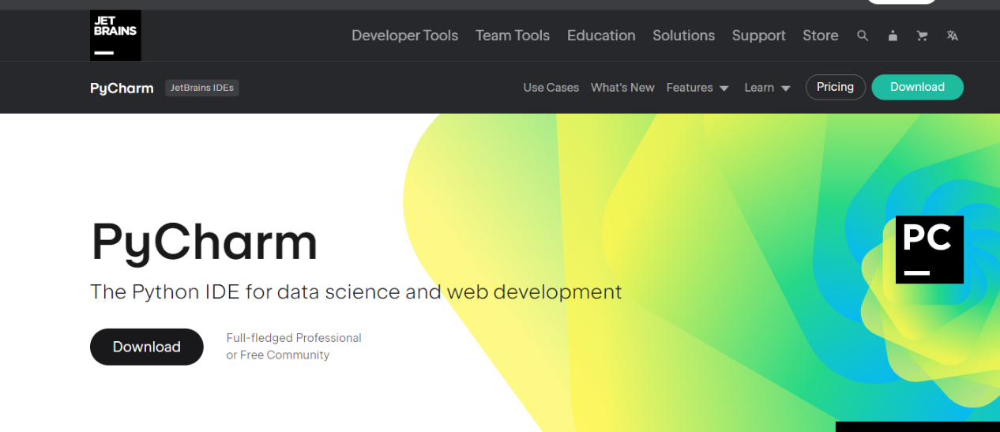 JET
BRAINS
Developer Tools Team Tools Education Solutions Support Store
PyCharm JetBrains IDEs Use Cases What's New Features Learn Pricing Download
PyCharm
PC
The Python IDE for data science and web development
Download
Full-fledged Professional
or Free Community